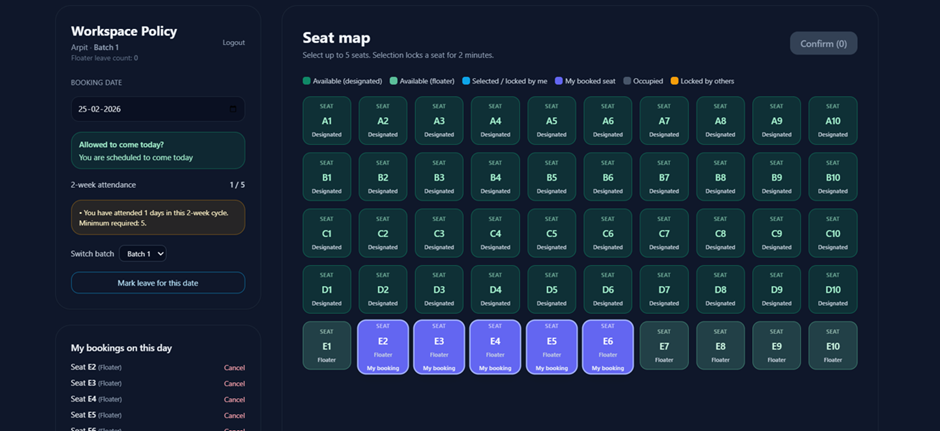 Workspace Policy
Arpit · Batch 1
Floater leave count: 0
Logout
BOOKING DATE
25-02-2026
Allowed to come today?
You are scheduled to come today
2-week attendance 1 / 5
• You have attended 1 days in this 2-week cycle.
Minimum required: 5.
Switch batch Batch 1
Mark leave for this date
My bookings on this day
Seat E2 (Floater) Cancel
Seat E3 (Floater) Cancel
Seat E4 (Floater) Cancel
Seat E5 (Floater) Cancel
Seat E6 (Floater) Cancel
Seat map
Select up to 5 seats. Selection locks a seat for 2 minutes.
Confirm (0)
Available (designated) Available (floater) Selected / locked by me My booked seat Occupied Locked by others
SEAT SEAT SEAT SEAT SEAT SEAT SEAT SEAT SEAT SEAT
A1 A2 A3 A4 A5 A6 A7 A8 A9 A10
Designated Designated Designated Designated Designated Designated Designated Designated Designated Designated
SEAT SEAT SEAT SEAT SEAT SEAT SEAT SEAT SEAT SEAT
B1 B2 B3 B4 B5 B6 B7 B8 B9 B10
Designated Designated Designated Designated Designated Designated Designated Designated Designated Designated
SEAT SEAT SEAT SEAT SEAT SEAT SEAT SEAT SEAT SEAT
C1 C2 C3 C4 C5 C6 C7 C8 C9 C10
Designated Designated Designated Designated Designated Designated Designated Designated Designated Designated
SEAT SEAT SEAT SEAT SEAT SEAT SEAT SEAT SEAT SEAT
D1 D2 D3 D4 D5 D6 D7 D8 D9 D10
Designated Designated Designated Designated Designated Designated Designated Designated Designated Designated
SEAT SEAT SEAT SEAT SEAT SEAT SEAT SEAT SEAT SEAT
E1 E2 E3 E4 E5 E6 E7 E8 E9 E10
Floater Floater Floater Floater Floater Floater Floater Floater Floater Floater
My booking My booking My booking My booking My booking